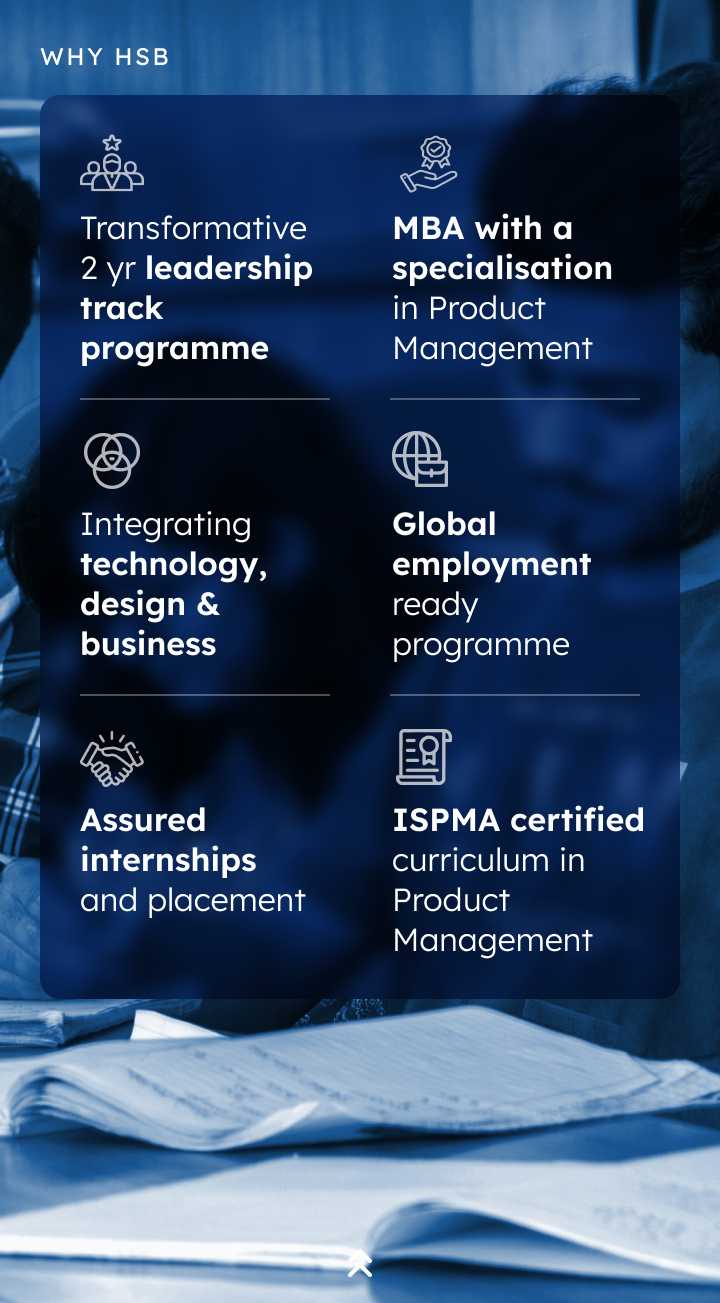 WHY HSB
Transformative
2 yr leadership
track
programme
MBA with a
specialisation
in Product
Management
Integrating
technology,
design &
business
Global
employment
ready
programme
Assured
internships
and placement
ISPMA certified
curriculum in
Product
Management